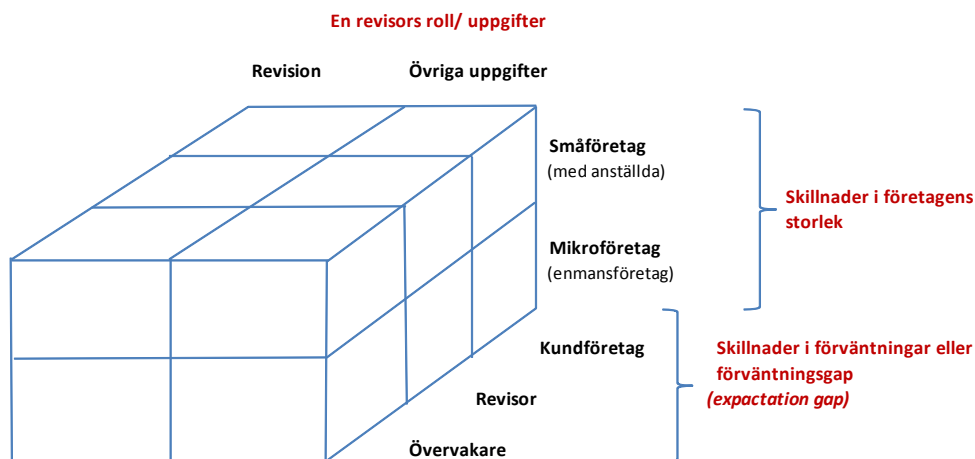 En revisors roll/ uppgifter
Revision
Övriga uppgifter
Småföretag
(med anställda)
Skillnader i företagens
storlek
Mikroföretag
(enmansföretag)
Kundföretag
Skillnader i förväntningar eller
förväntningsgap
(expactation gap)
Revisor
Övervakare